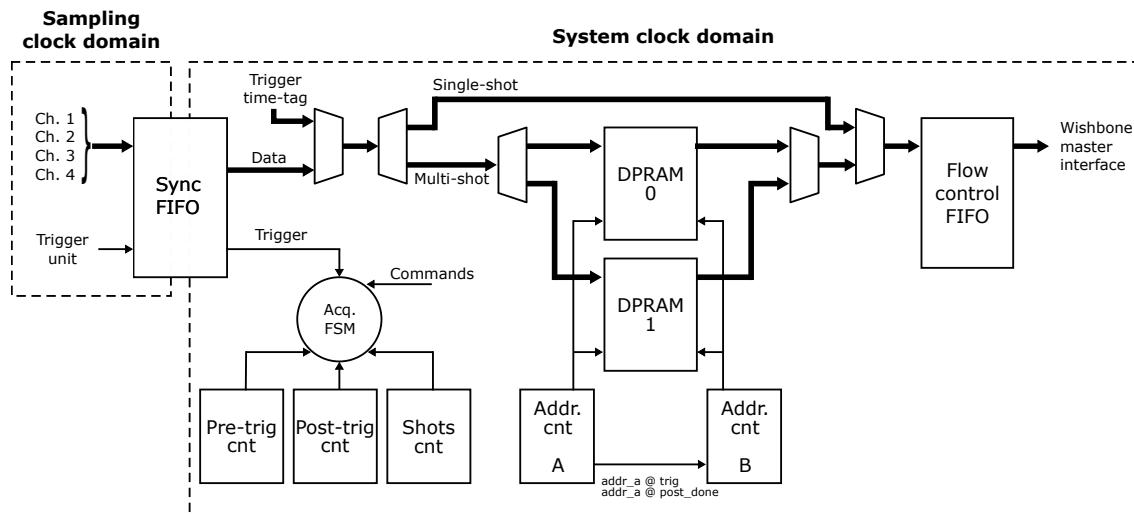 Sampling
clock domain
System clock domain
Ch. 1
Ch. 2
Ch. 3
Ch. 4
Trigger
unit
Sync
FIFO
Trigger
time-tag
Data
Trigger
Single-shot
Multi-shot
Commands
Acq.
FSM
Pre-trig
cnt
Post-trig
cnt
Shots
cnt
DPRAM
0
DPRAM
1
Addr.
cnt
A
Addr.
cnt
B
addr_a @ trig
addr_a @ post_done
Flow
control
FIFO
Wishbone
master
interface